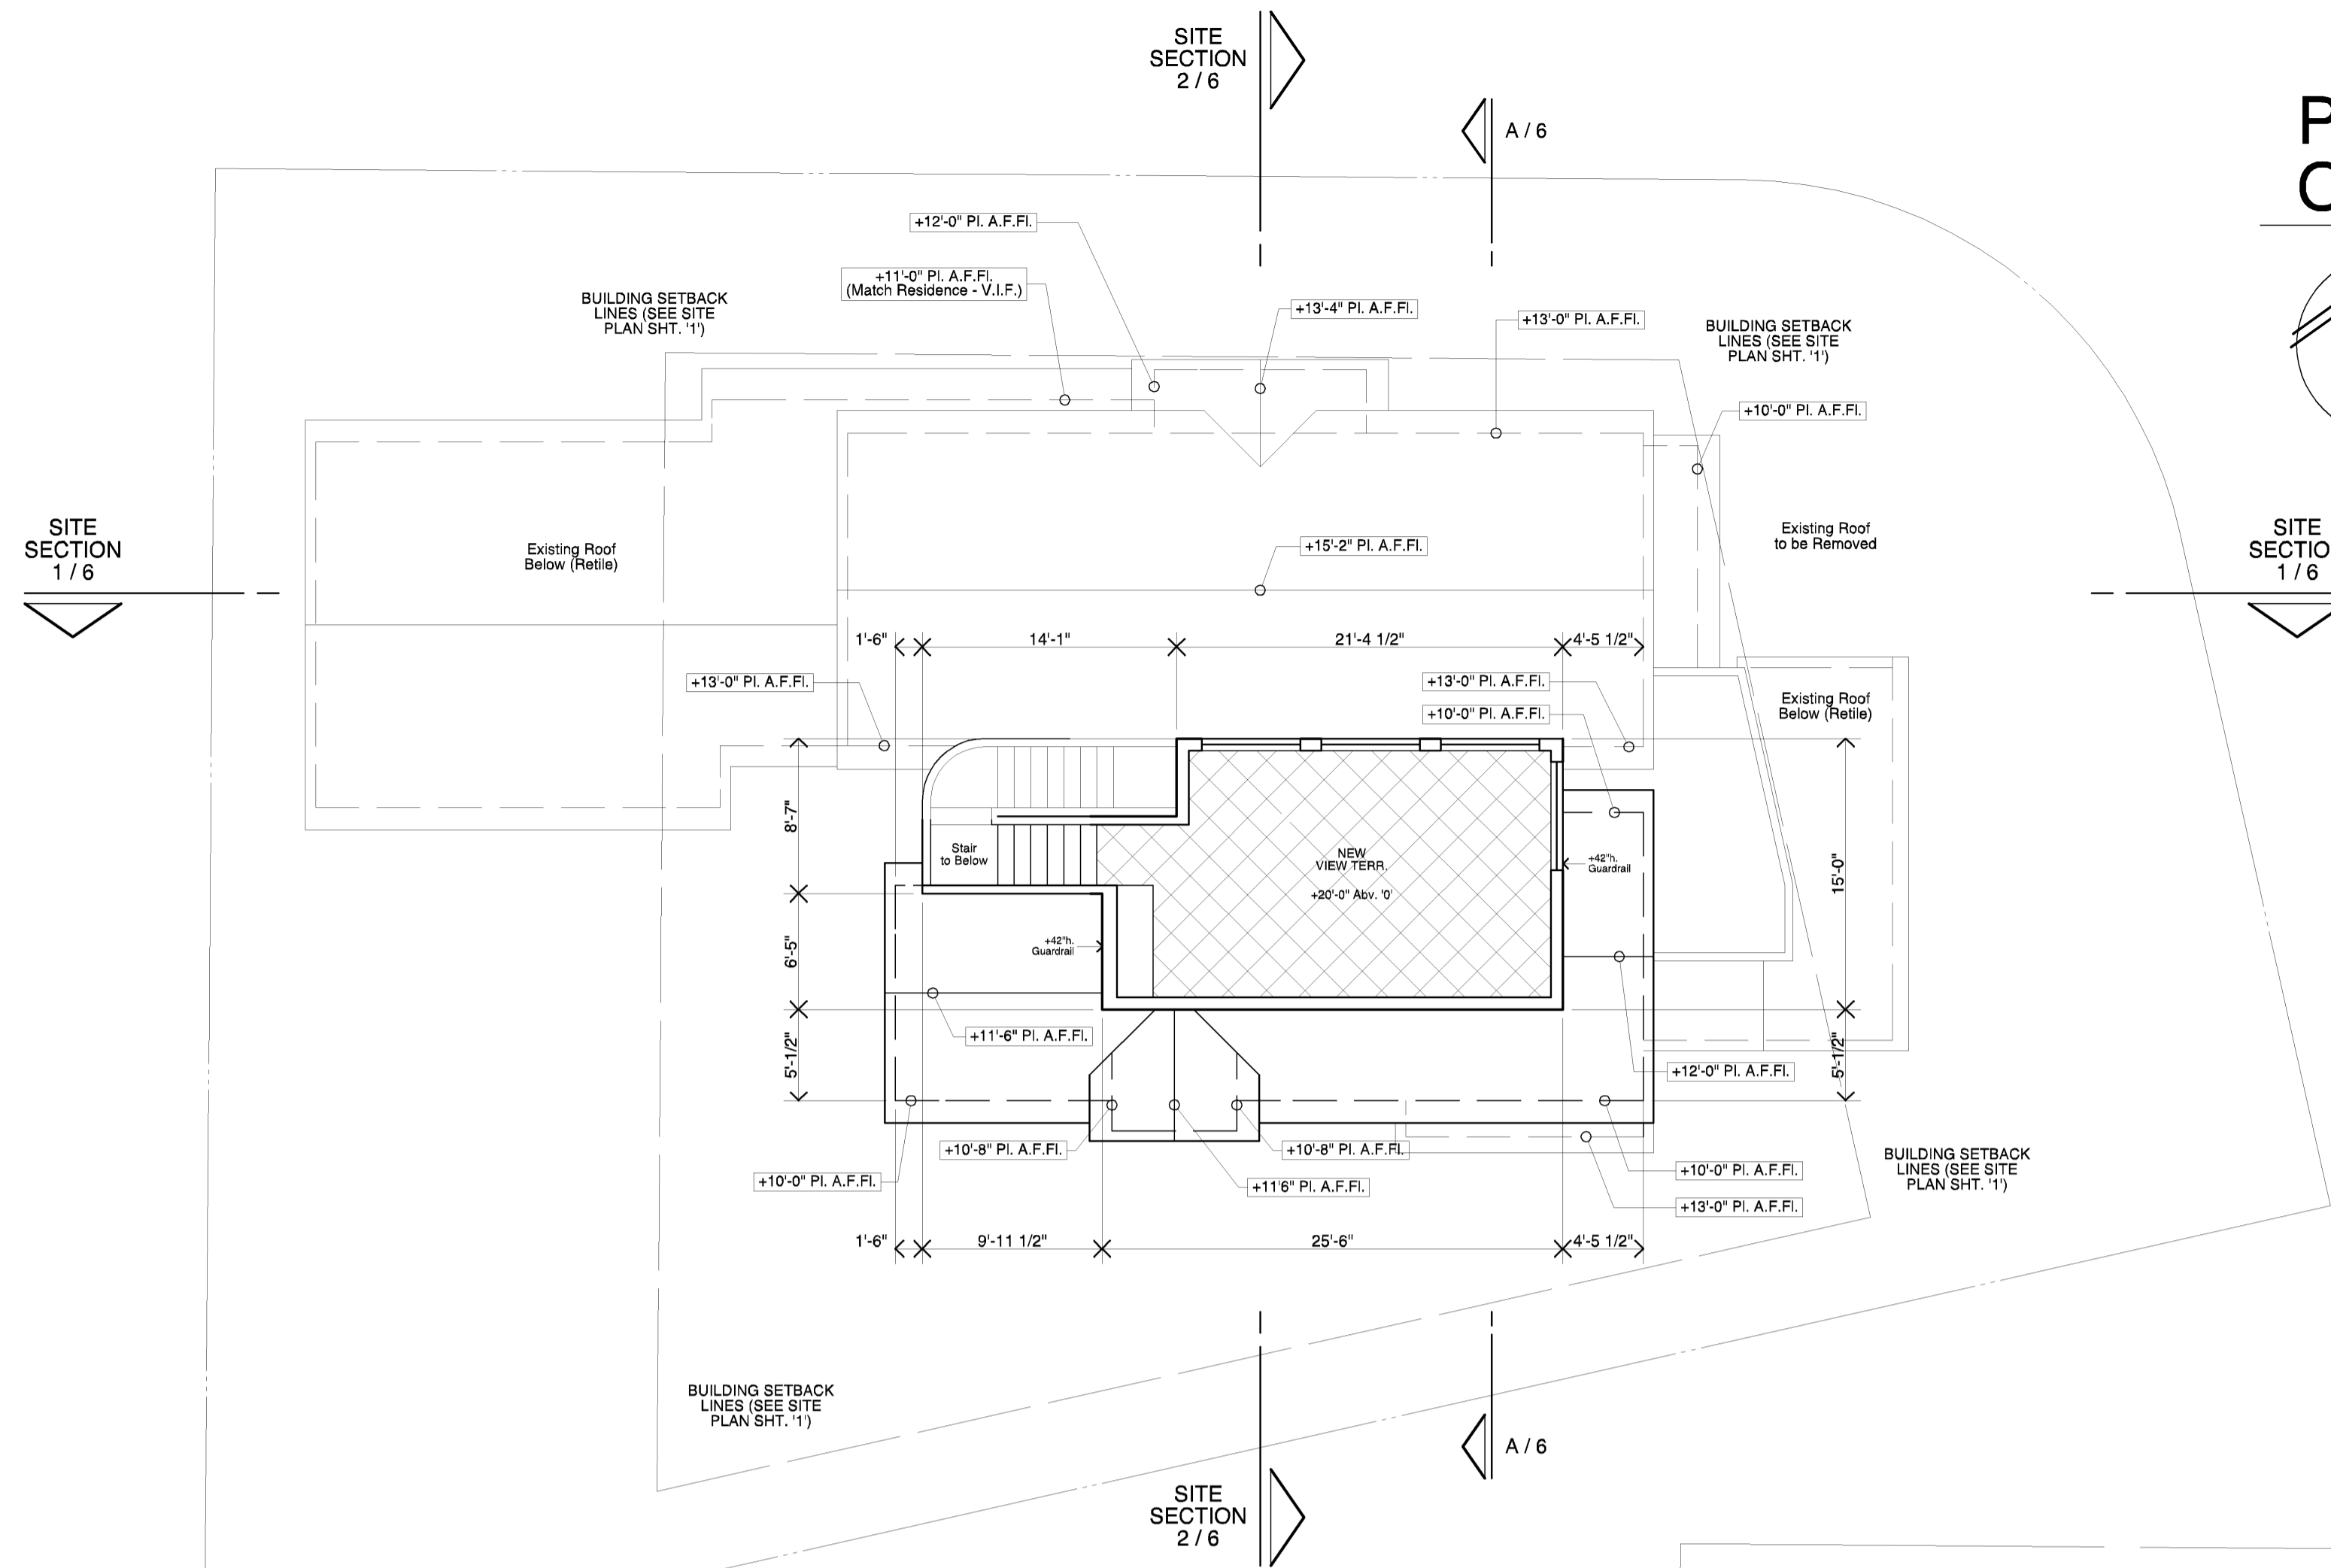 SITE
SECTION
2 / 6
A / 6
P
C
+12'-0" Pl. A.F.Fl.
+11'-0" Pl. A.F.Fl.
(Match Residence - V.I.F.)
BUILDING SETBACK
LINES (SEE SITE
PLAN SHT. '1')
+13'-4" Pl. A.F.Fl.
+13'-0" Pl. A.F.Fl.
BUILDING SETBACK
LINES (SEE SITE
PLAN SHT. '1')
+10'-0" Pl. A.F.Fl.
SITE
SECTION
1 / 6
Existing Roof
Below (Retile)
+15'-2" Pl. A.F.Fl.
Existing Roof
to be Removed
SITE
SECTIO
1 / 6
1'-6"
14'-1"
21'-4 1/2"
4'-5 1/2"
+13'-0" Pl. A.F.Fl.
+13'-0" Pl. A.F.Fl.
+10'-0" Pl. A.F.Fl.
Existing Roof
Below (Retile)
8'-7"
Stair
to Below
NEW
VIEW TERR.
+20'-0" Abv. '0'
+42"h.
Guardrail
15'-0"
6'-5"
+42"h.
Guardrail
+11'-6" Pl. A.F.Fl.
5'-1/2"
5'-1/2"
+12'-0" Pl. A.F.Fl.
+10'-8" Pl. A.F.Fl.
+10'-8" Pl. A.F.Fl.
+10'-0" Pl. A.F.Fl.
+11'6" Pl. A.F.Fl.
+10'-0" Pl. A.F.Fl.
+13'-0" Pl. A.F.Fl.
BUILDING SETBACK
LINES (SEE SITE
PLAN SHT. '1')
1'-6"
9'-11 1/2"
25'-6"
4'-5 1/2"
BUILDING SETBACK
LINES (SEE SITE
PLAN SHT. '1')
A / 6
SITE
SECTION
2 / 6